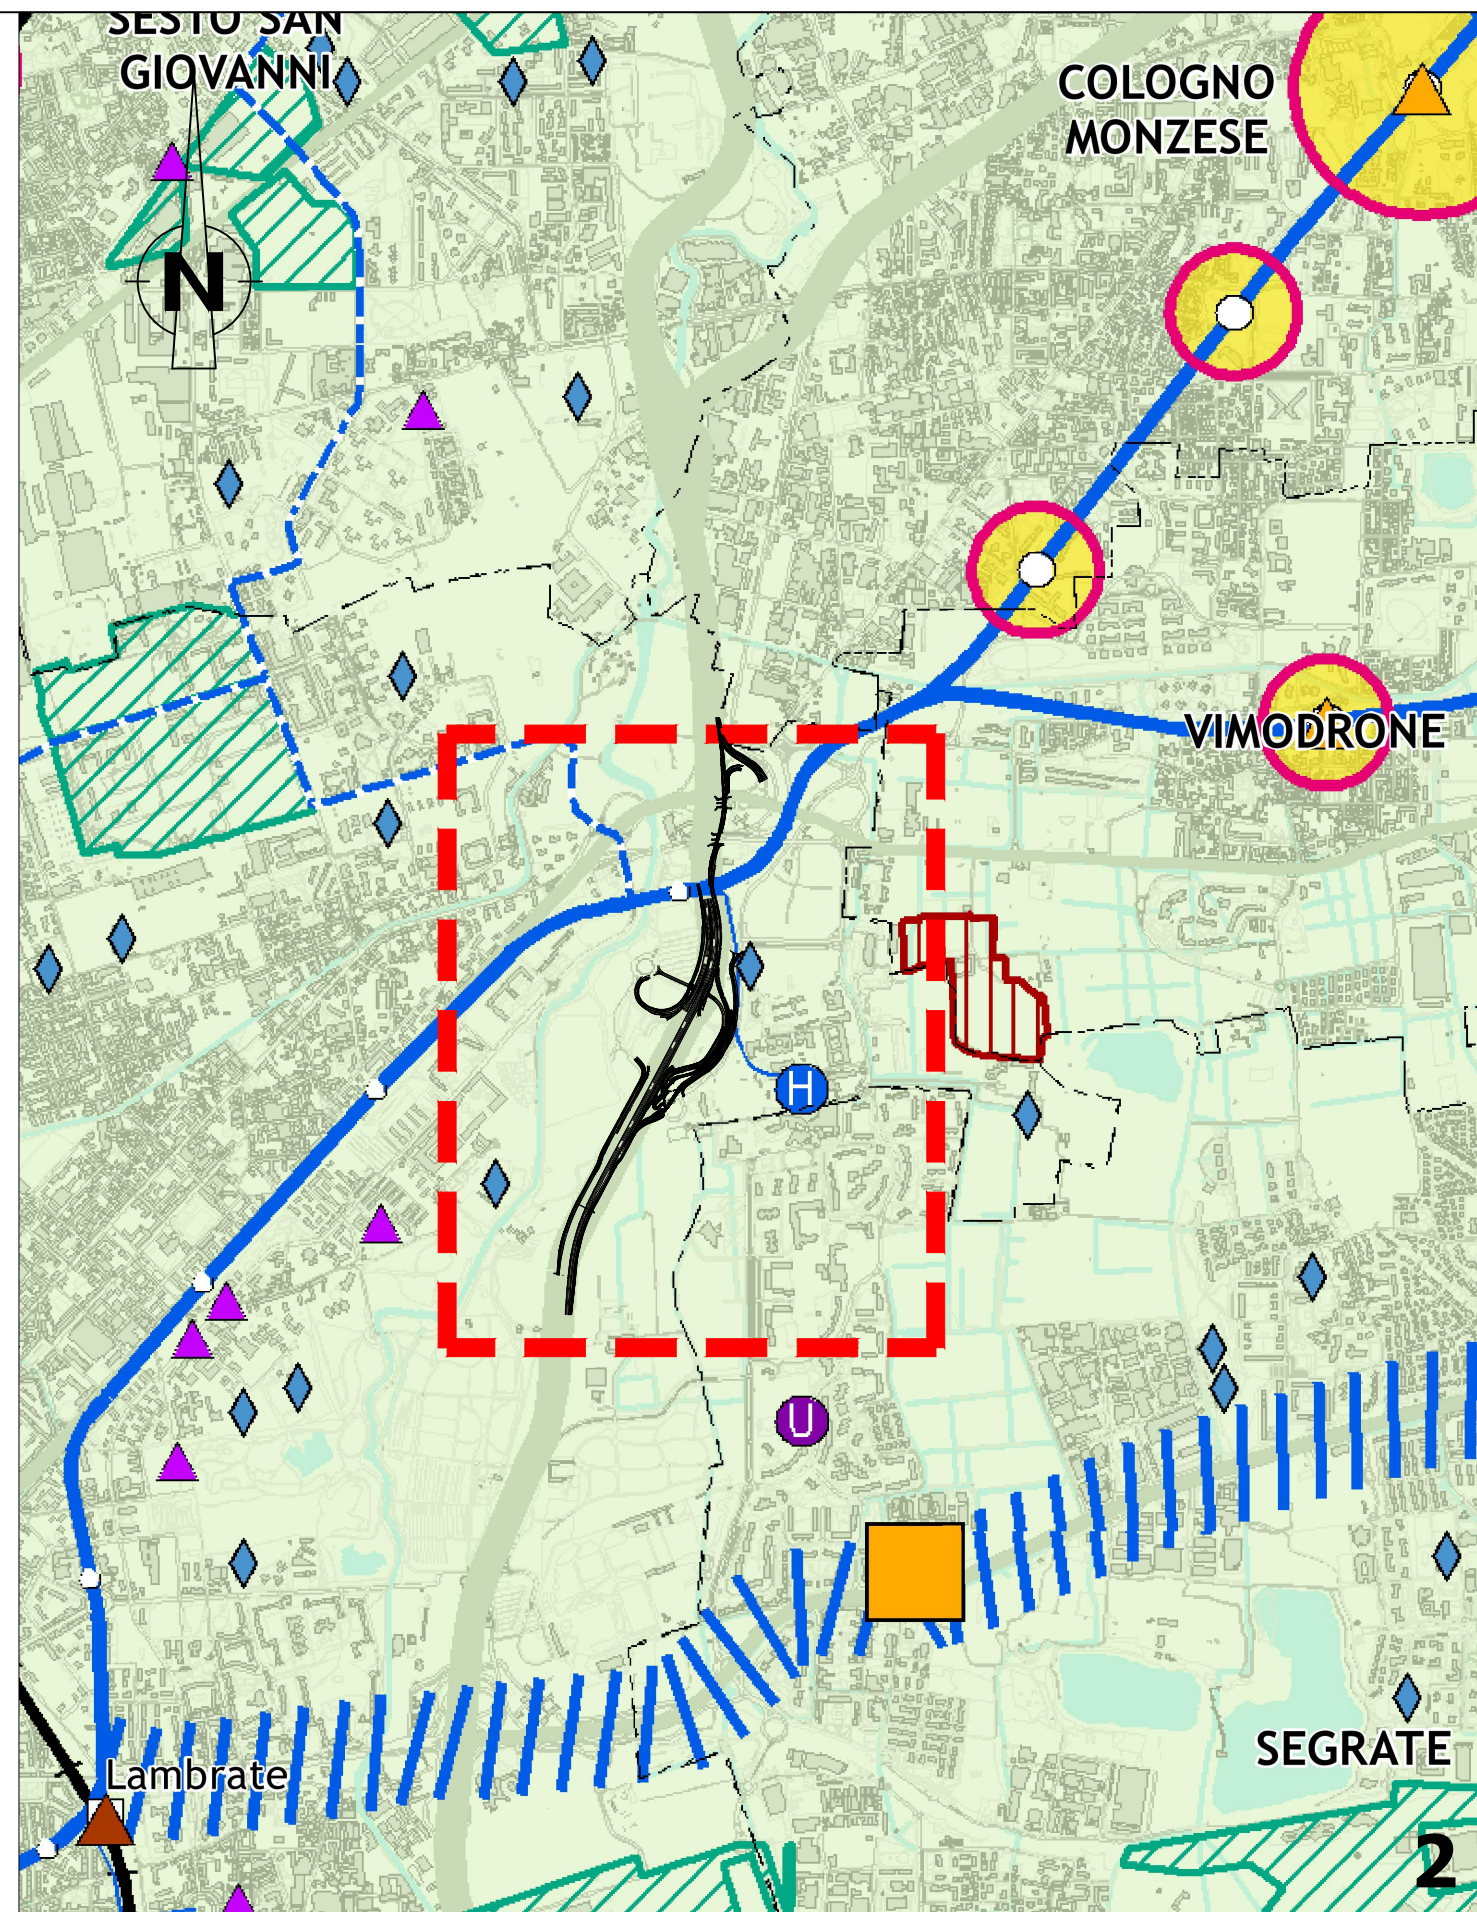 SESTO SAN
GIOVANNI
COLOGNO
MONZESE
N
VIMODRONE
H
U
Lambrate
SEGRATE
2